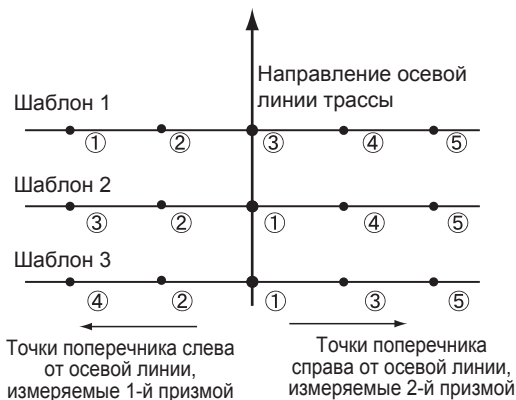 Направление осевой
линии трассы
Шаблон 1
① ② ③ ④ ⑤
Шаблон 2
③ ② ① ④ ⑤
Шаблон 3
④ ② ① ③ ⑤
Точки поперечника слева
от осевой линии,
измеряемые 1-й призмой
Точки поперечника
справа от осевой линии,
измеряемые 2-й призмой